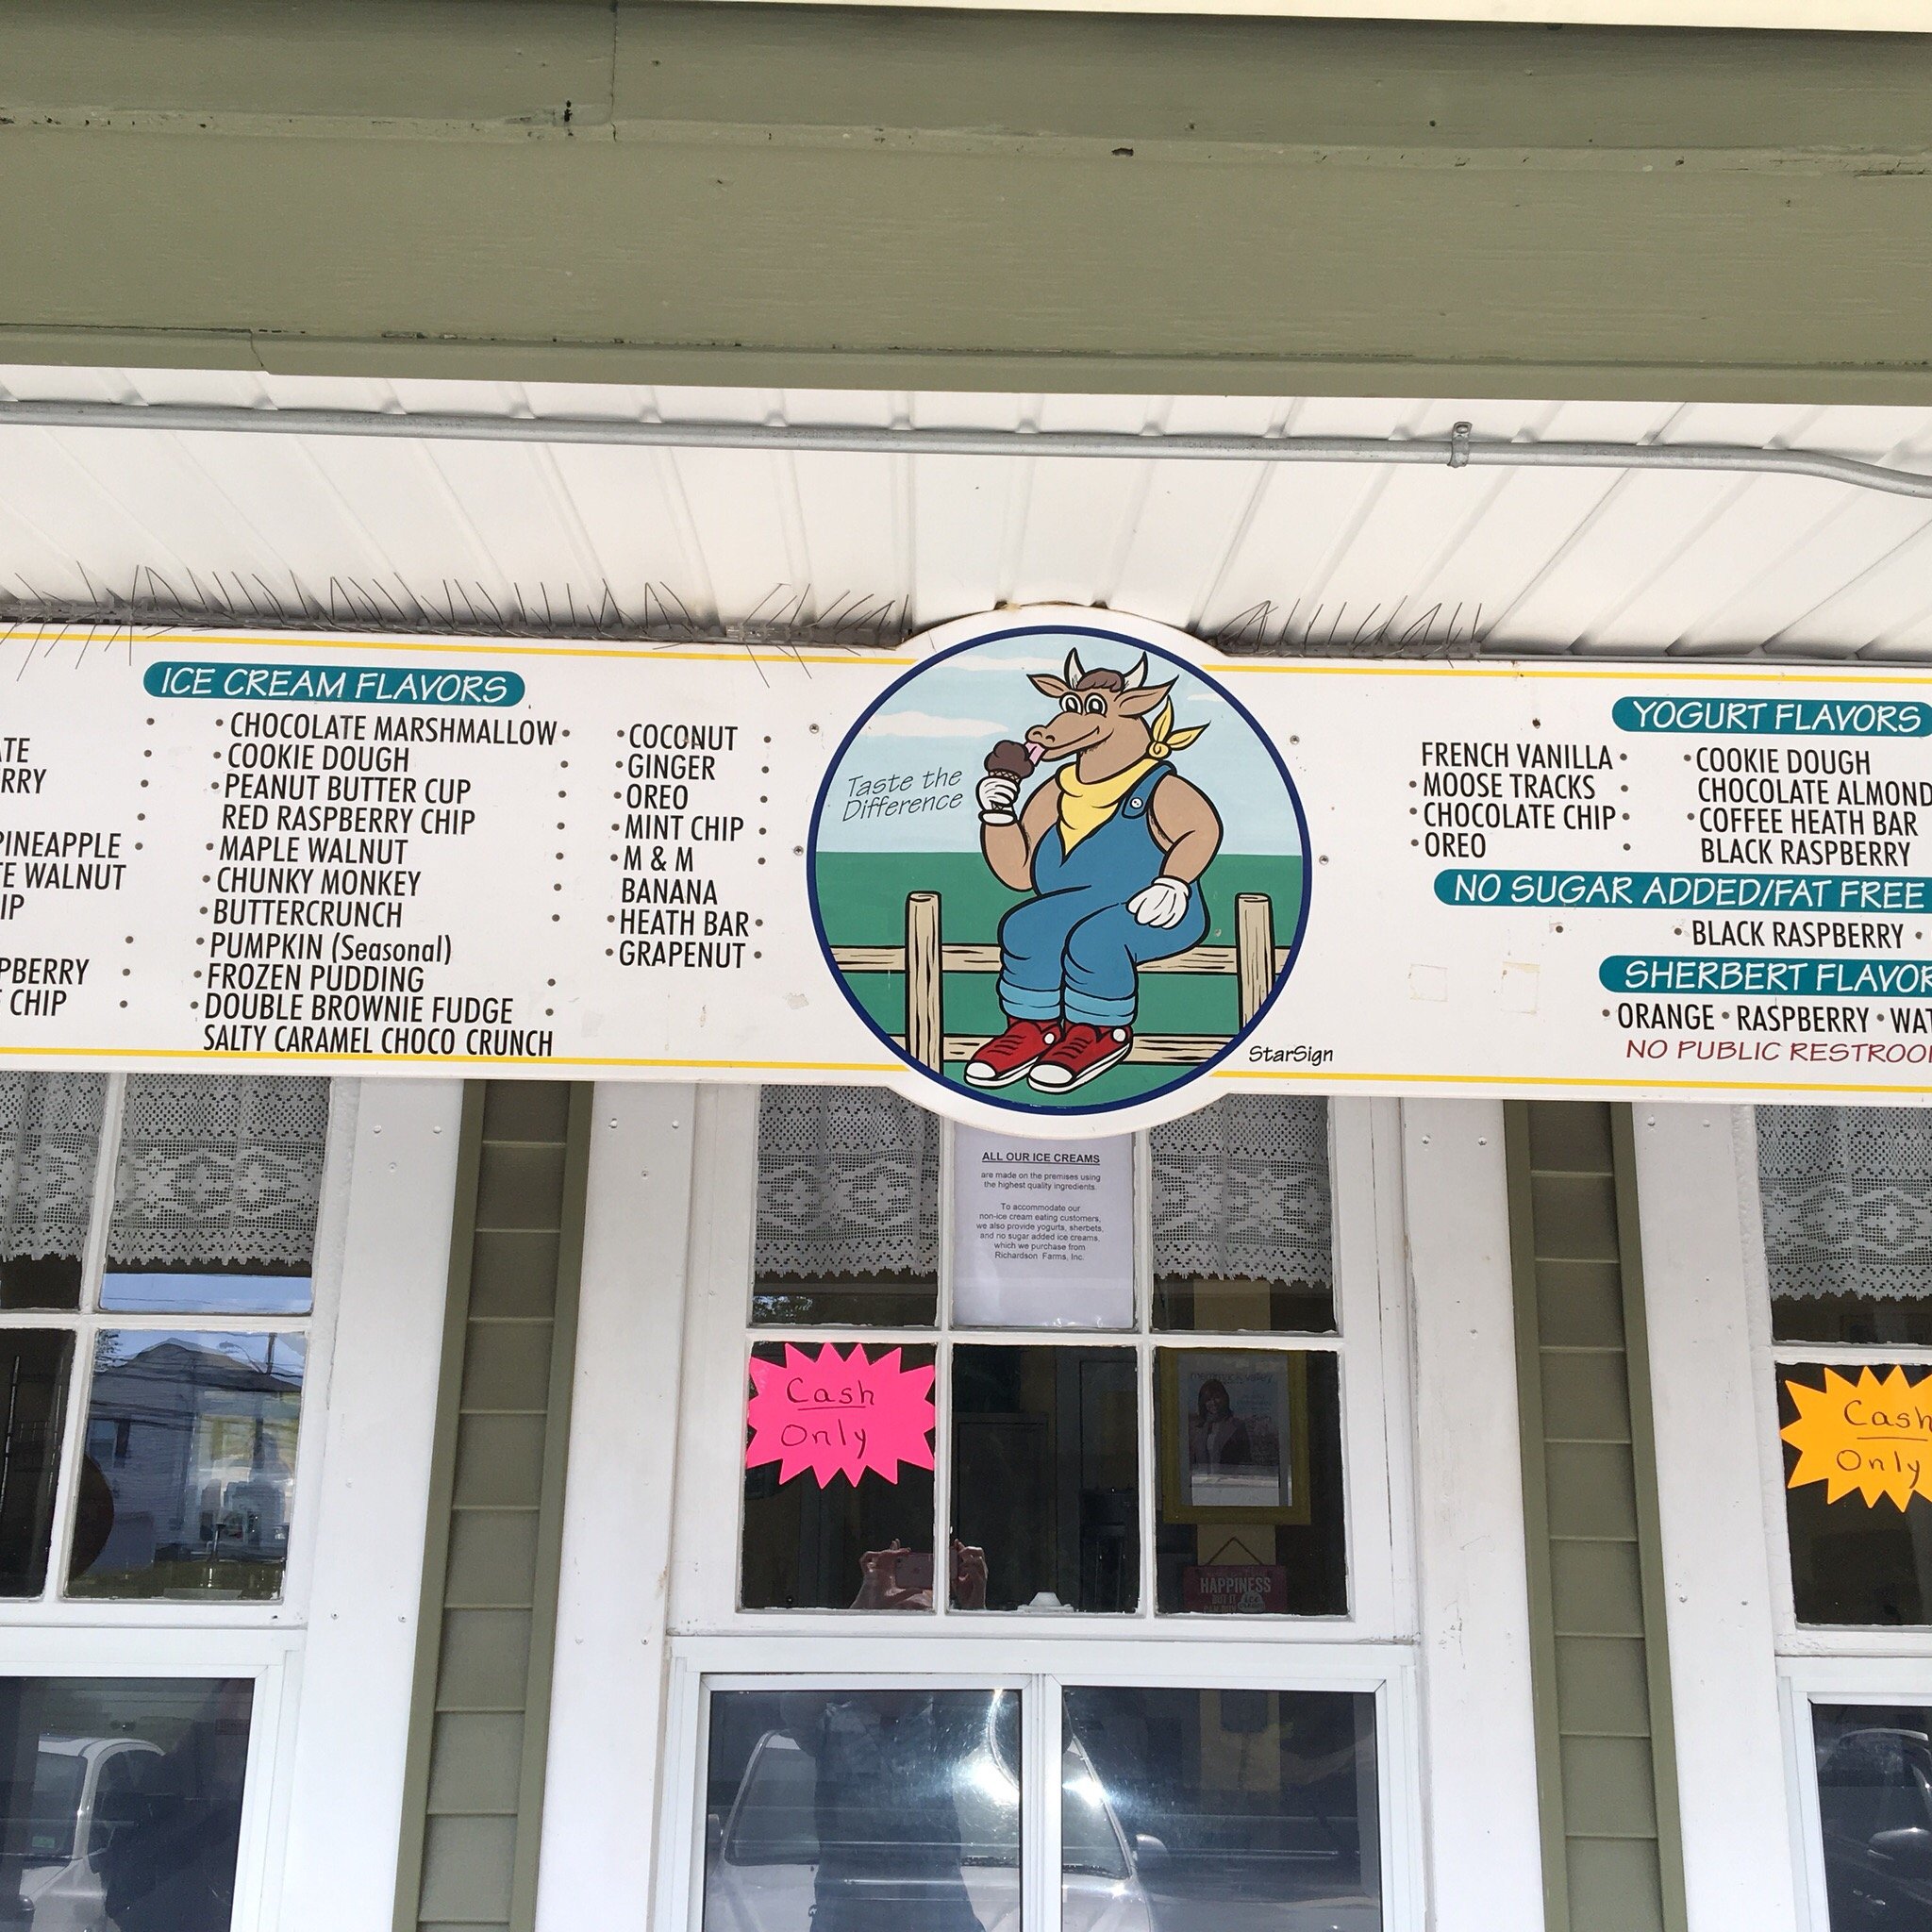 ICE CREAM FLAVORS
PINEAPPLE
WALNUT
CHIP
• CHOCOLATE MARSHMALLOW •
• COOKIE DOUGH
• PEANUT BUTTER CUP
RED RASPBERRY CHIP
• MAPLE WALNUT
• CHUNKY MONKEY
• BUTTERCRUNCH
• PUMPKIN (Seasonal)
• FROZEN PUDDING
• DOUBLE BROWNIE FUDGE
SALTY CARAMEL CHOCO CRUNCH
• COCONUT •
• GINGER •
• OREO •
• MINT CHIP •
• M & M •
BANANA
• HEATH BAR •
• GRAPENUT •
Taste the
Difference
StarSign
YOGURT FLAVORS
FRENCH VANILLA •
• MOOSE TRACKS •
• CHOCOLATE CHIP •
• OREO •
• COOKIE DOUGH
CHOCOLATE ALMOND
• COFFEE HEATH BAR
BLACK RASPBERRY
NO SUGAR ADDED/FAT FREE
• BLACK RASPBERRY •
SHERBERT FLAVOR
• ORANGE • RASPBERRY • WAT
NO PUBLIC RESTROO
ALL OUR ICE CREAMS
are made on the premises using
the highest quality ingredients.
To accommodate our
non-ice cream eating customers,
we also provide yogurts, sherbets,
and no sugar added ice creams,
which we purchase from
Richardson Farms, Inc.
Cash
Only
HAPPINESS
BUT IT
Cash
Only